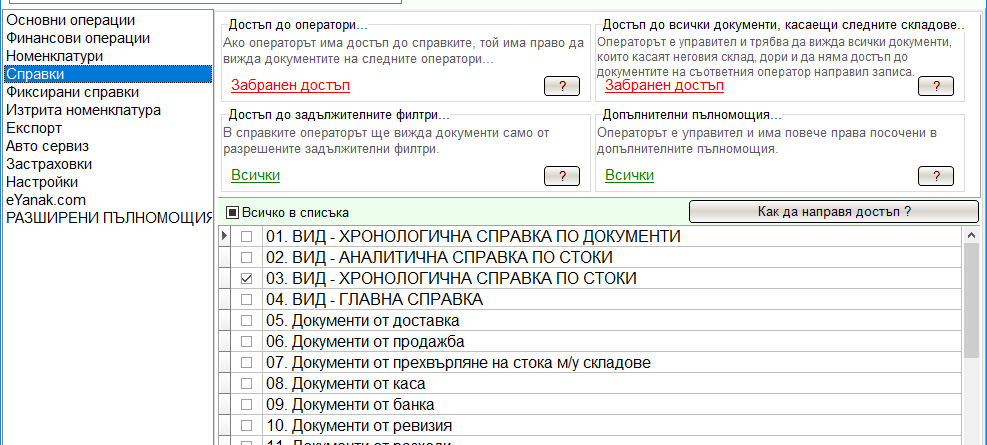 Основни операции
Финансови операции
Номенклатури
Справки
Фиксирани справки
Изтрита номенклатура
Експорт
Авто сервиз
Застраховки
Настройки
eYanak.com
РАЗШИРЕНИ ПЪЛНОМОЩИЯ
Достъп до оператори...
Ако операторът има достъп до справките, той има право да
вижда документите на следните оператори...
Забранен достъп
?
Достъп до всички документи, касаещи следните складове..
Операторът е управител и трябва да вижда всички документи,
които касаят неговия склад, дори и да няма достъп до
документите на съответния оператор направил записа.
Забранен достъп
?
Достъп до задължителните филтри...
В справките операторът ще вижда документи само от
разрешените задължителни филтри.
Всички
?
Допълнителни пълномощия...
Операторът е управител и има повече права посочени в
допълнителните пълномощия.
Всички
?
Всичко в списъка
Как да направя достъп ?
01. ВИД - ХРОНОЛОГИЧНА СПРАВКА ПО ДОКУМЕНТИ
02. ВИД - АНАЛИТИЧНА СПРАВКА ПО СТОКИ
03. ВИД - ХРОНОЛОГИЧНА СПРАВКА ПО СТОКИ
04. ВИД - ГЛАВНА СПРАВКА
05. Документи от доставка
06. Документи от продажба
07. Документи от прехвърляне на стока м/у складове
08. Документи от каса
09. Документи от банка
10. Документи от ревизия
11. Документи от разходи